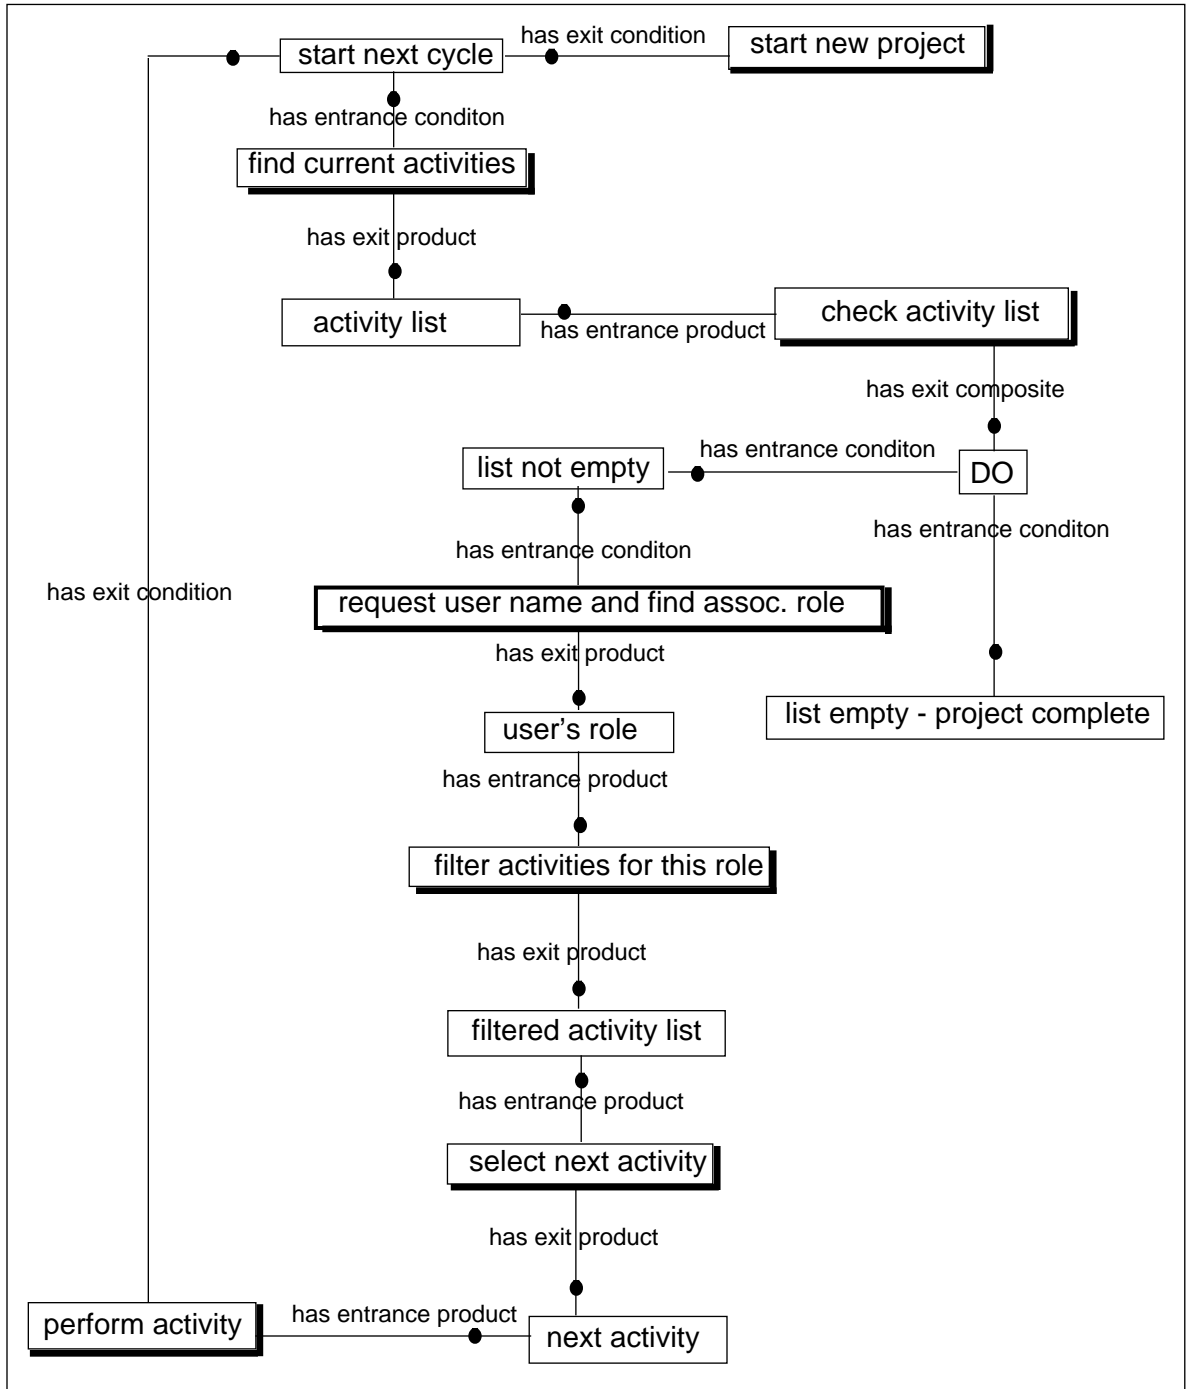 has exit condition
start next cycle
start new project
has entrance conditon
find current activities
has exit product
activity list
check activity list
has entrance product
has exit composite
has entrance conditon
list not empty
DO
has entrance conditon
has entrance conditon
has exit condition
request user name and find assoc. role
has exit product
list empty - project complete
user's role
has entrance product
filter activities for this role
has exit product
filtered activity list
has entrance product
select next activity
has exit product
has entrance product
perform activity
next activity